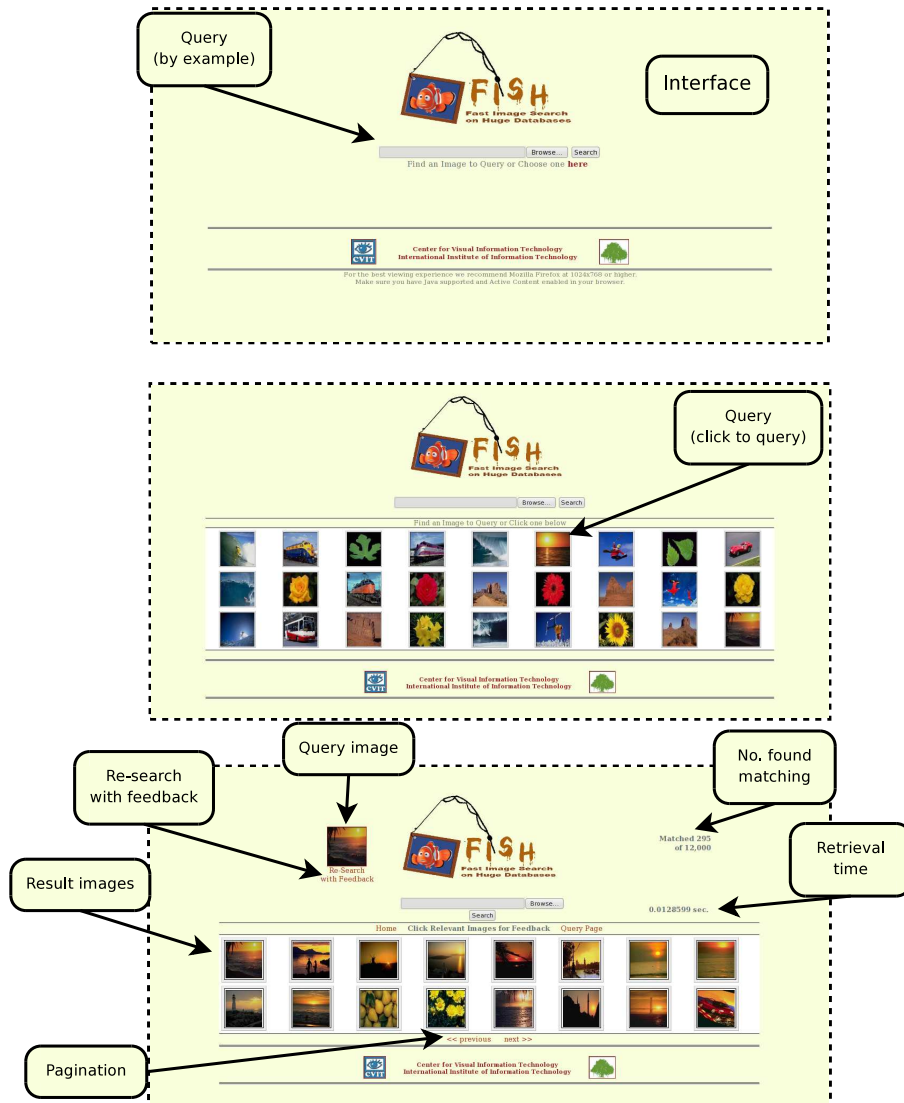 Query
(by example)
Interface
FISH
Fast Image Search
on Huge Databases
Browse... Search
Find an Image to Query or Choose one here
CVIT
Center for Visual Information Technology
International Institute of Information Technology
For the best viewing experience we recommend Mozilla Firefox at 1024x768 or higher.
Make sure you have Java supported and Active Content enabled in your browser.
Query
(click to query)
FISH
Fast Image Search
on Huge Databases
Browse... Search
Find an Image to Query or Click one below
CVIT
Center for Visual Information Technology
International Institute of Information Technology
Query image
No. found
matching
Re-search
with feedback
FISH
Fast Image Search
on Huge Databases
Matched 295
of 12,000
Retrieval
time
Re-Search
with Feedback
Result images
Browse...
Search
0.0128599 sec.
Home Click Relevant Images for Feedback Query Page
<< previous next >>
Pagination
CVIT
Center for Visual Information Technology
International Institute of Information Technology